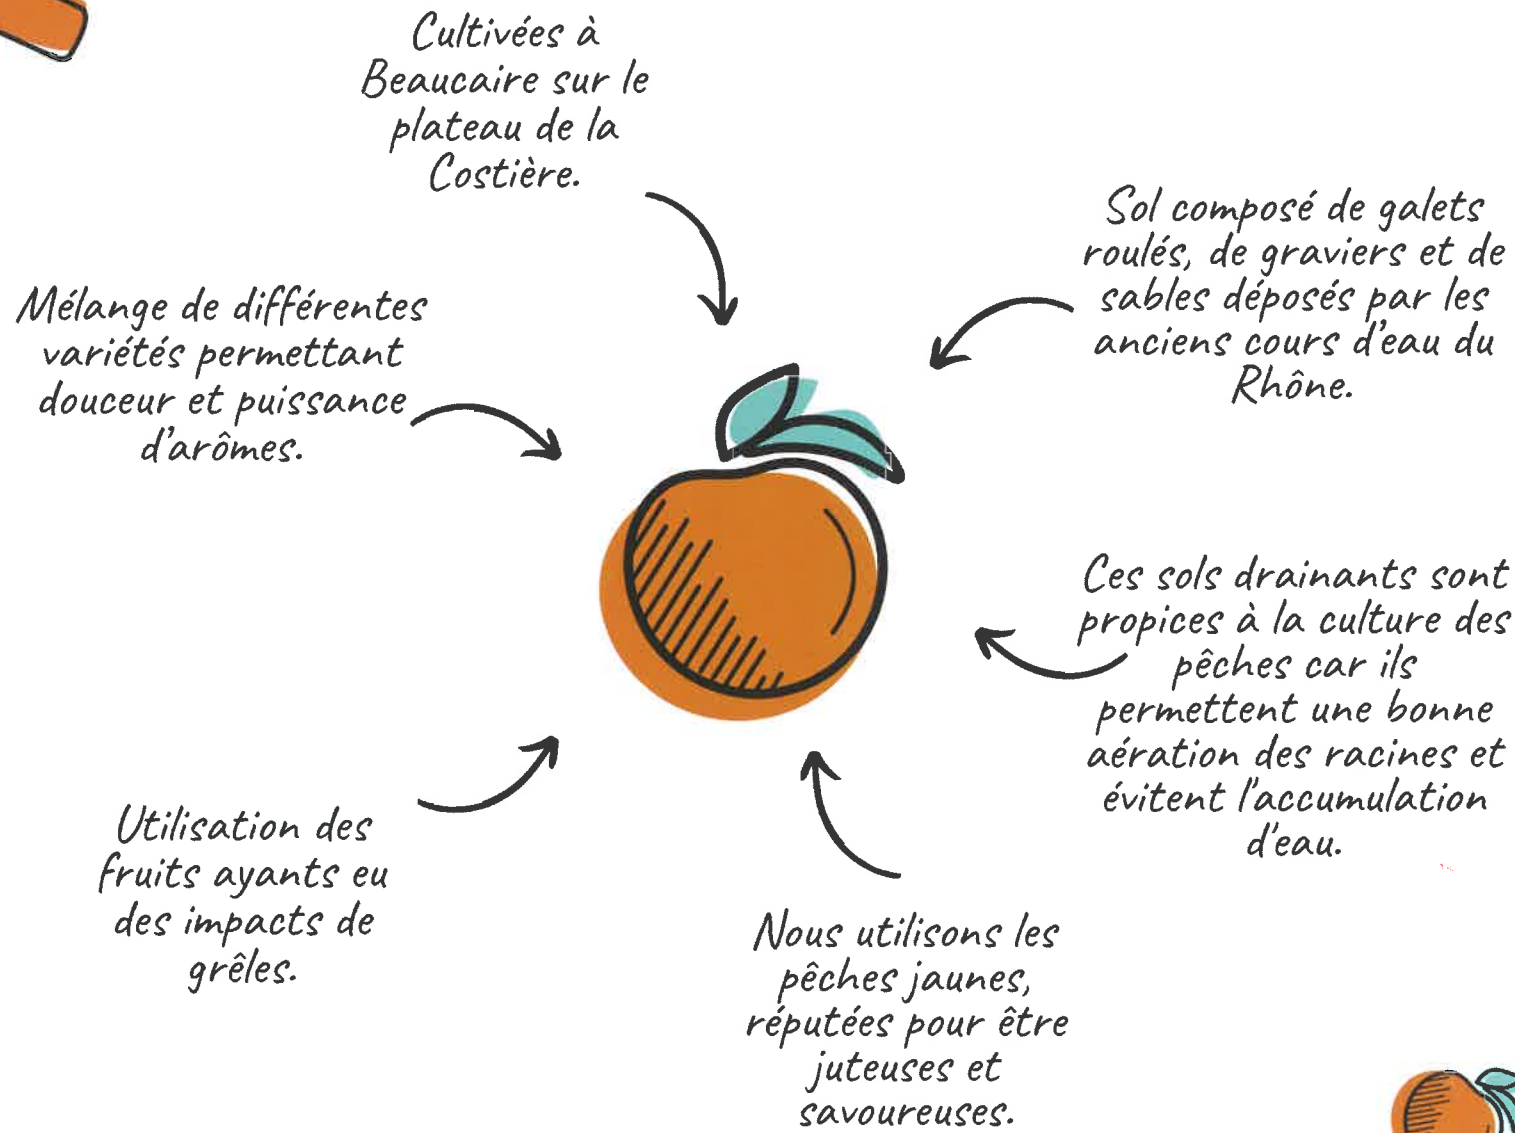 Cultivées à
Beaucaire sur le
plateau de la
Costière.
Sol composé de galets
roulés, de graviers et de
sables déposés par les
anciens cours d'eau du
Rhône.
Mélange de différentes
variétés permettant
douceur et puissance
d'arômes.
Ces sols drainants sont
propices à la culture des
pêches car ils
permettent une bonne
aération des racines et
évitent l'accumulation
d'eau.
Utilisation des
fruits ayants eu
des impacts de
grêles.
Nous utilisons les
pêches jaunes,
réputées pour être
juteuses et
savoureuses.